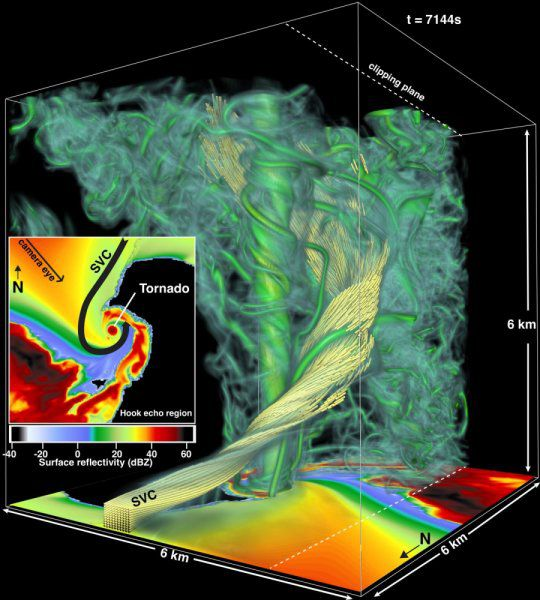 t = 7144s
clipping plane
camera eye
SVC
N
Tornado
6 km
Hook echo region
-40 -20 0 20 40 60
Surface reflectivity (dBZ)
SVC
N
6 km
6 km